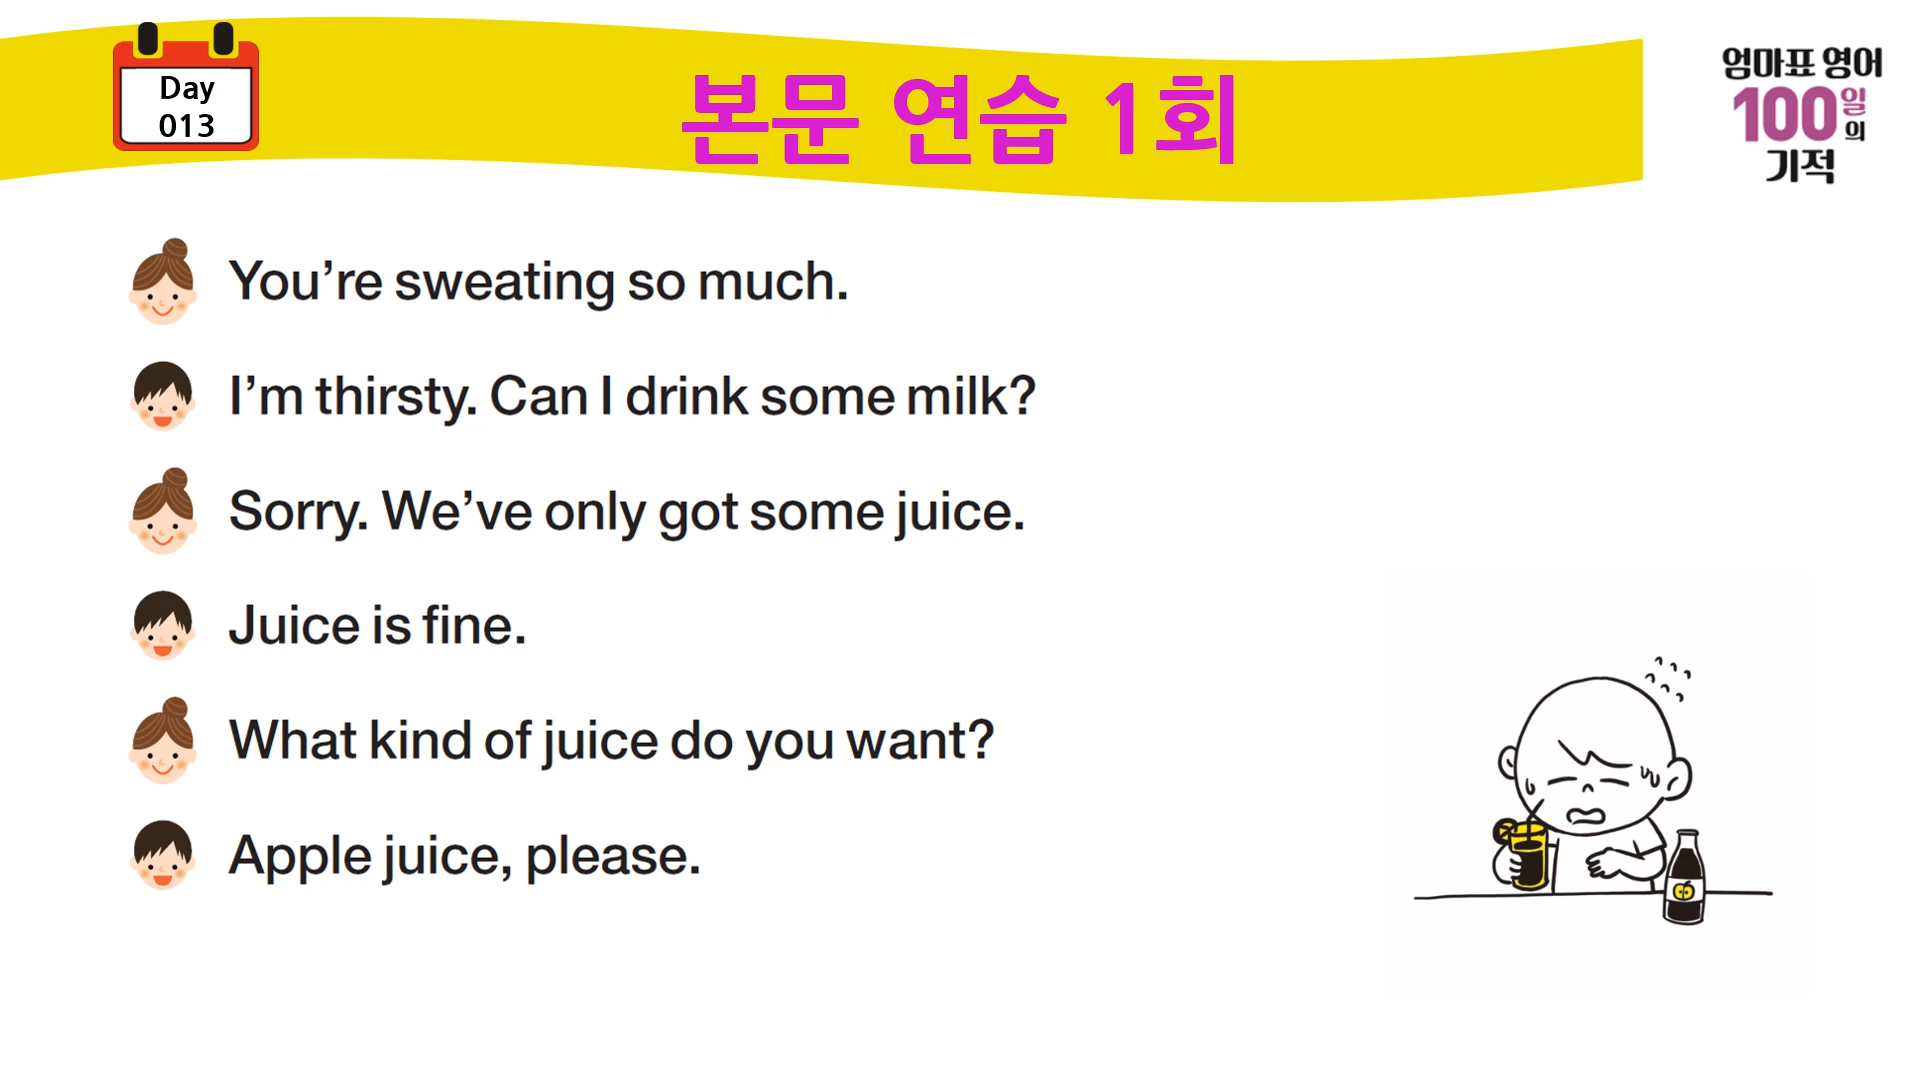 Day
013
본문 연습 1회
엄마표 영어
100일의
기적
You’re sweating so much.
I’m thirsty. Can I drink some milk?
Sorry. We’ve only got some juice.
Juice is fine.
What kind of juice do you want?
Apple juice, please.